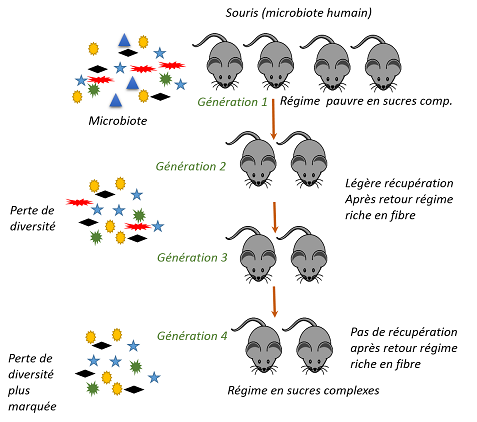 Souris (microbiote humain)
Génération 1
Régime pauvre en sucres comp.
Microbiote
Génération 2
Légère récupération
Après retour régime
riche en fibre
Perte de
diversité
Génération 3
Génération 4
Pas de récupération
après retour régime
riche en fibre
Perte de
diversité
plus
marquée
Régime en sucres complexes